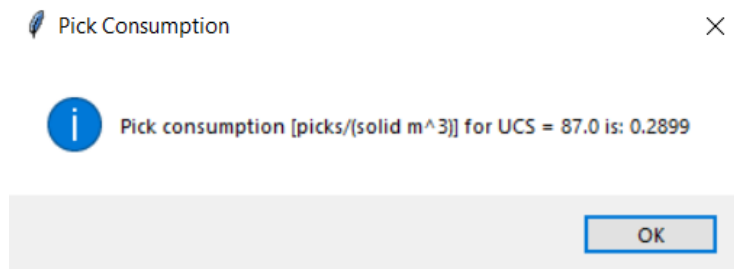 Pick Consumption
Pick consumption [picks/(solid m^3)] for UCS = 87.0 is: 0.2899
OK